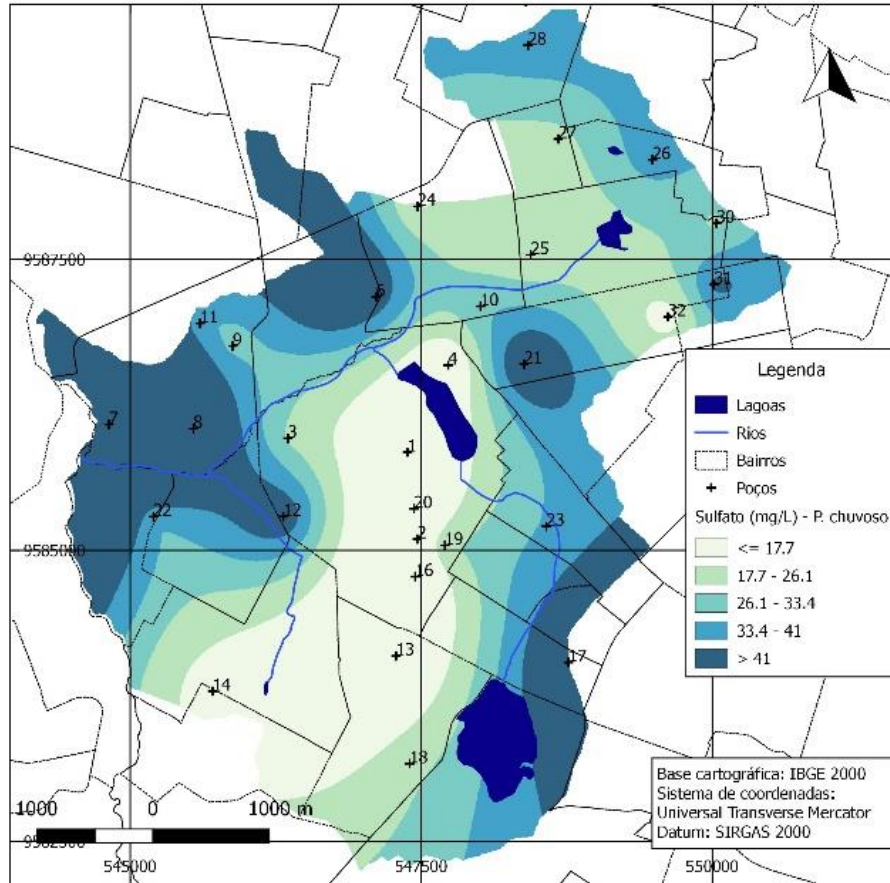 28
27
26
24
30
25
9587500
31
6
10
32
11
9
21
4
7
8
3
1
22
12
20
2
19
23
9585000
16
13
17
14
18
1000 0 1000 m
545000 547500 550000
Legenda
Lagoas
Rios
Bairros
Poços
Sulfato (mg/L) - P. chuvoso
<= 17.7
17.7 - 26.1
26.1 - 33.4
33.4 - 41
> 41
Base cartográfica: IBGE 2000
Sistema de coordenadas:
Universal Transverse Mercator
Datum: SIRGAS 2000